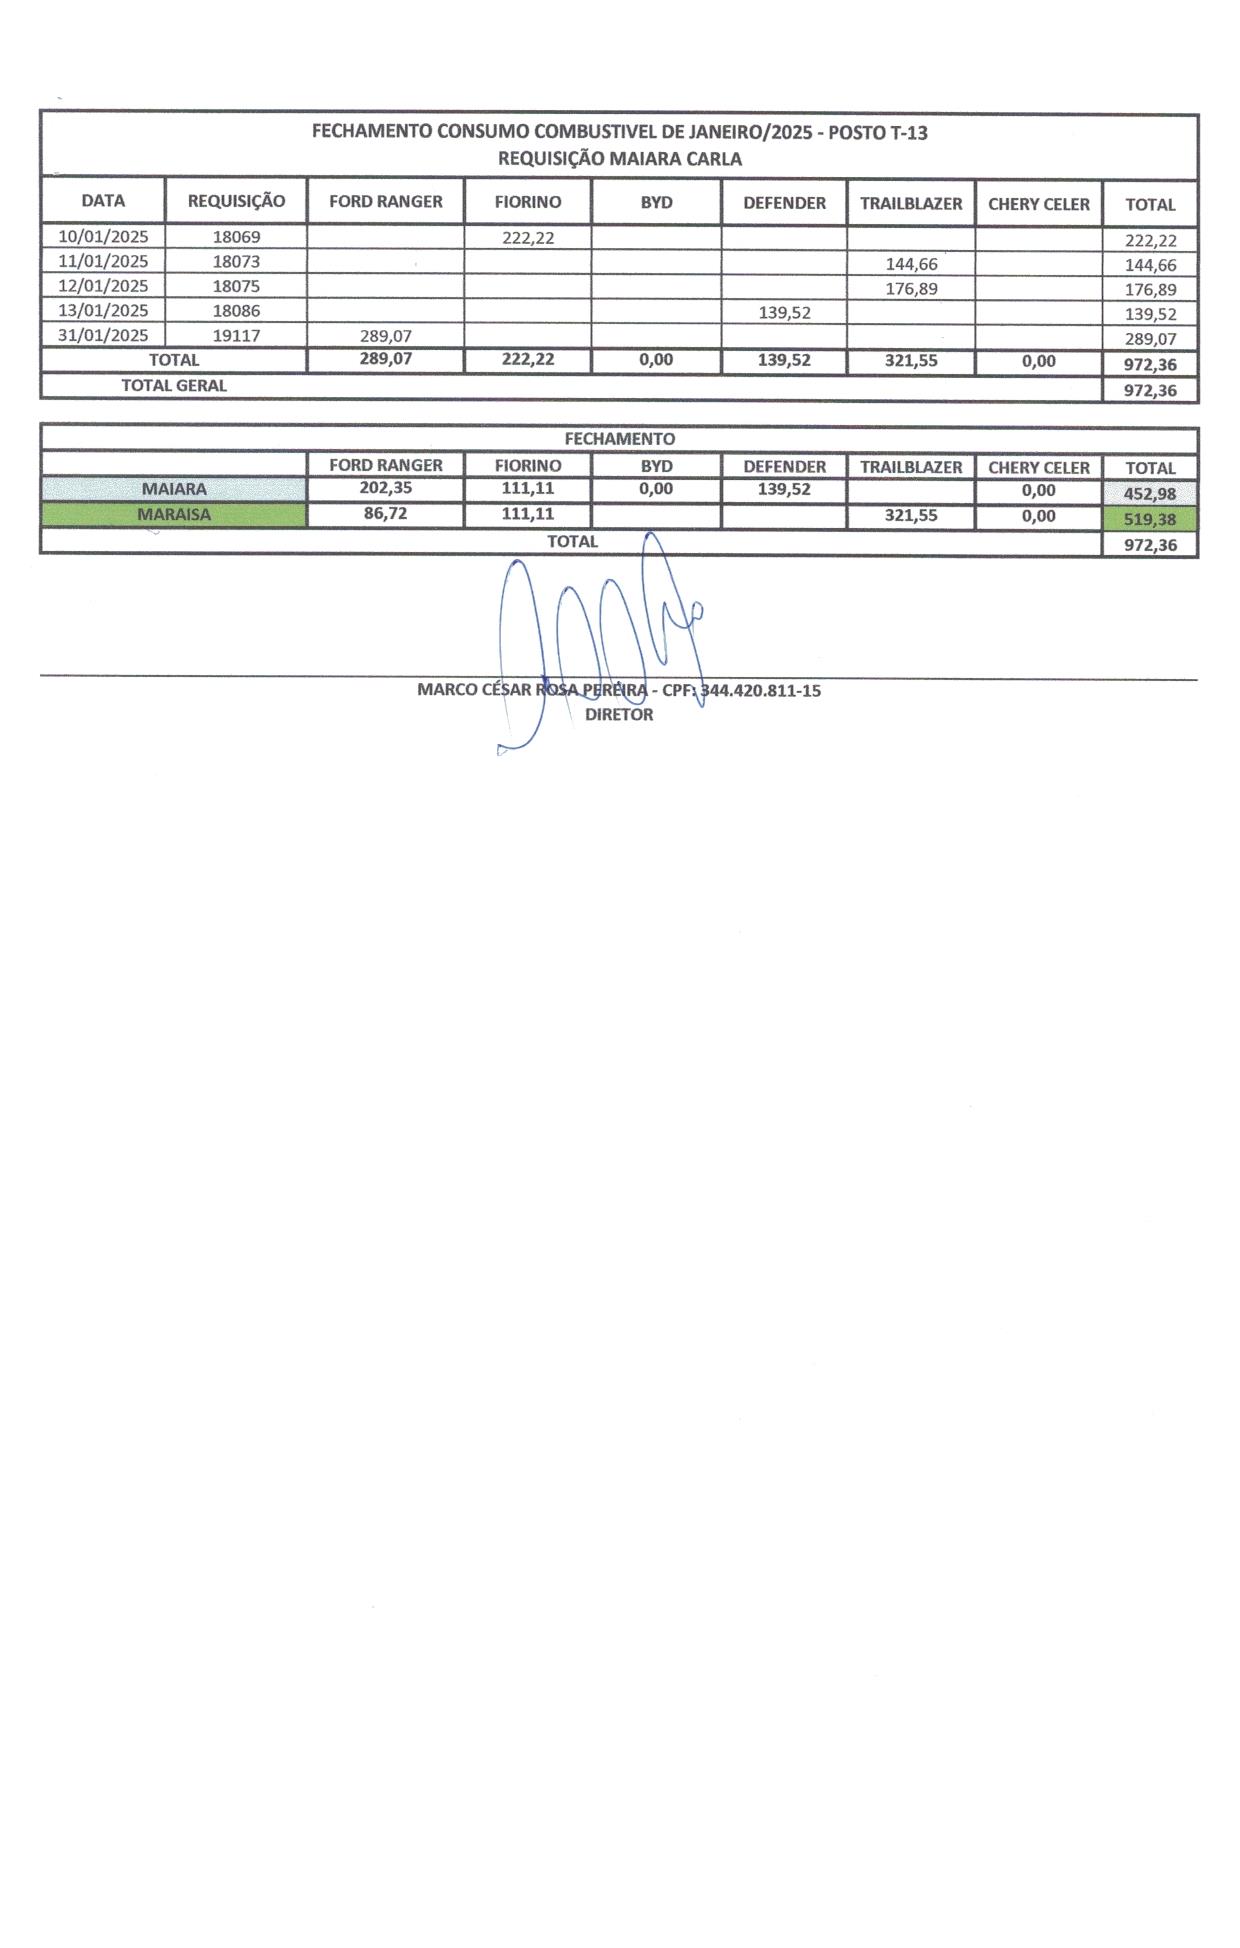 FECHAMENTO CONSUMO COMBUSTIVEL DE JANEIRO/2025 - POSTO T-13
REQUISIÇÃO MAIARA CARLA
DATA REQUISIÇÃO FORD RANGER FIORINO BYD DEFENDER TRAILBLAZER CHERY CELER TOTAL
10/01/2025 18069 222,22 222,22
11/01/2025 18073 144,66 144,66
12/01/2025 18075 176,89 176,89
13/01/2025 18086 139,52 139,52
31/01/2025 19117 289,07 289,07
TOTAL 289,07 222,22 0,00 139,52 321,55 0,00 972,36
TOTAL GERAL 972,36
FECHAMENTO
FORD RANGER FIORINO BYD DEFENDER TRAILBLAZER CHERY CELER TOTAL
MAIARA 202,35 111,11 0,00 139,52 0,00 452,98
MARAISA 86,72 111,11 321,55 0,00 519,38
TOTAL 972,36
MARCO CÉSAR ROSA PEREIRA - CPF: 344.420.811-15
DIRETOR